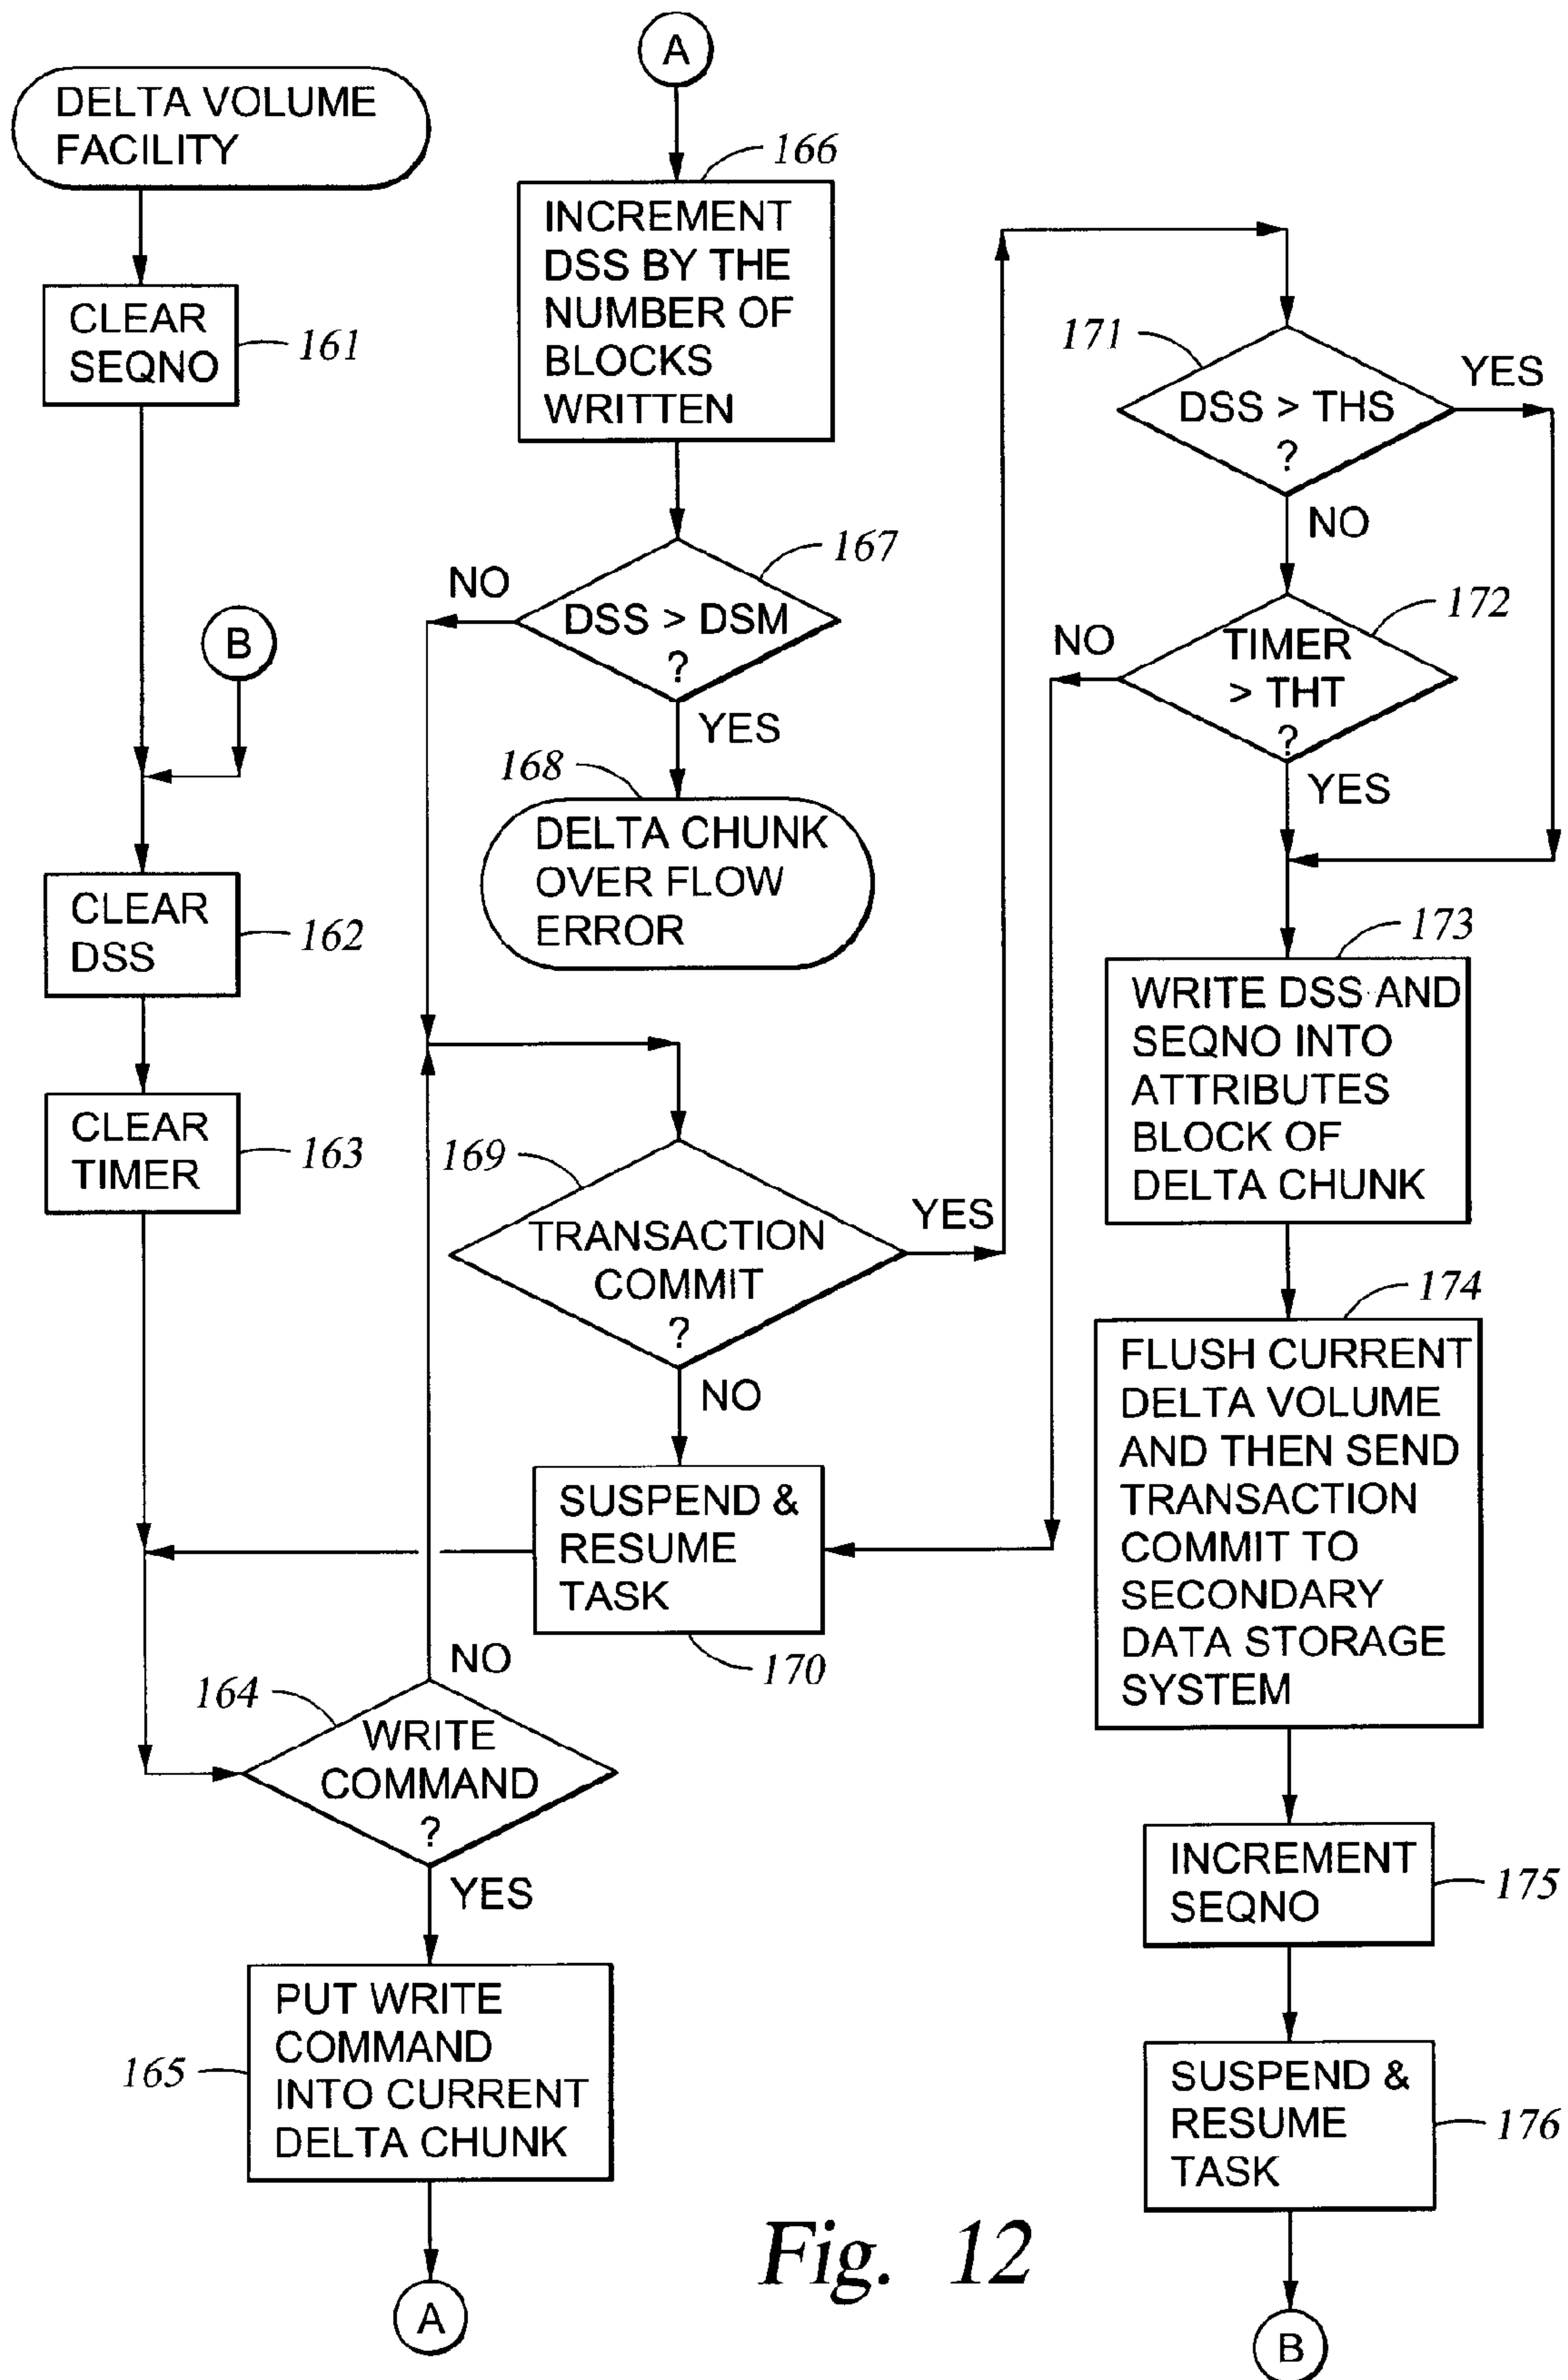 DELTA VOLUME
FACILITY
CLEAR
SEQNO
161
B
CLEAR
DSS
162
CLEAR
TIMER
163
164
NO
WRITE
COMMAND
?
YES
PUT WRITE
COMMAND
INTO CURRENT
DELTA CHUNK
165
A
A
166
INCREMENT
DSS BY THE
NUMBER OF
BLOCKS
WRITTEN
167
NO
DSS > DSM
?
YES
168
DELTA CHUNK
OVER FLOW
ERROR
169
TRANSACTION
COMMIT
?
YES
NO
SUSPEND &
RESUME
TASK
170
171
DSS > THS
?
YES
NO
172
NO
TIMER
> THT
?
YES
173
WRITE DSS AND
SEQNO INTO
ATTRIBUTES
BLOCK OF
DELTA CHUNK
174
FLUSH CURRENT
DELTA VOLUME
AND THEN SEND
TRANSACTION
COMMIT TO
SECONDARY
DATA STORAGE
SYSTEM
INCREMENT
SEQNO
175
SUSPEND &
RESUME
TASK
176
B
Fig. 12